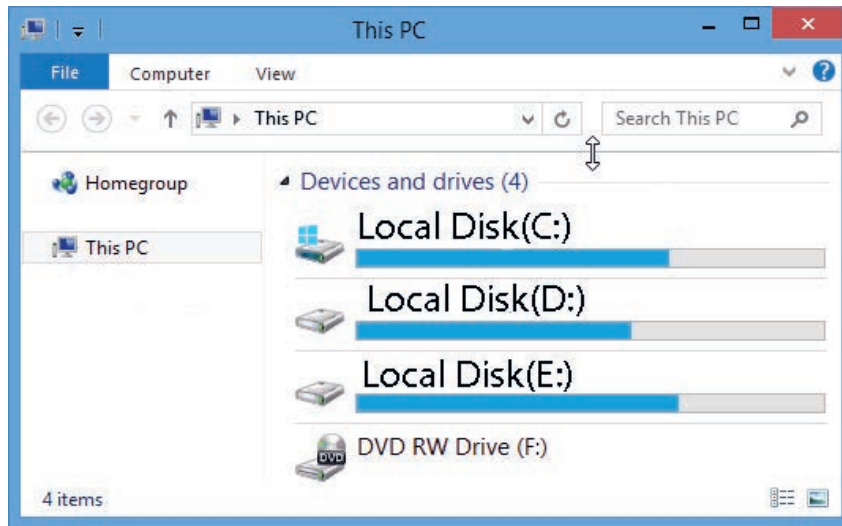 This PC
File Computer View
This PC Search This PC
Homegroup
Devices and drives (4)
This PC
Local Disk(C:)
Local Disk(D:)
Local Disk(E:)
DVD
DVD RW Drive (F:)
4 items